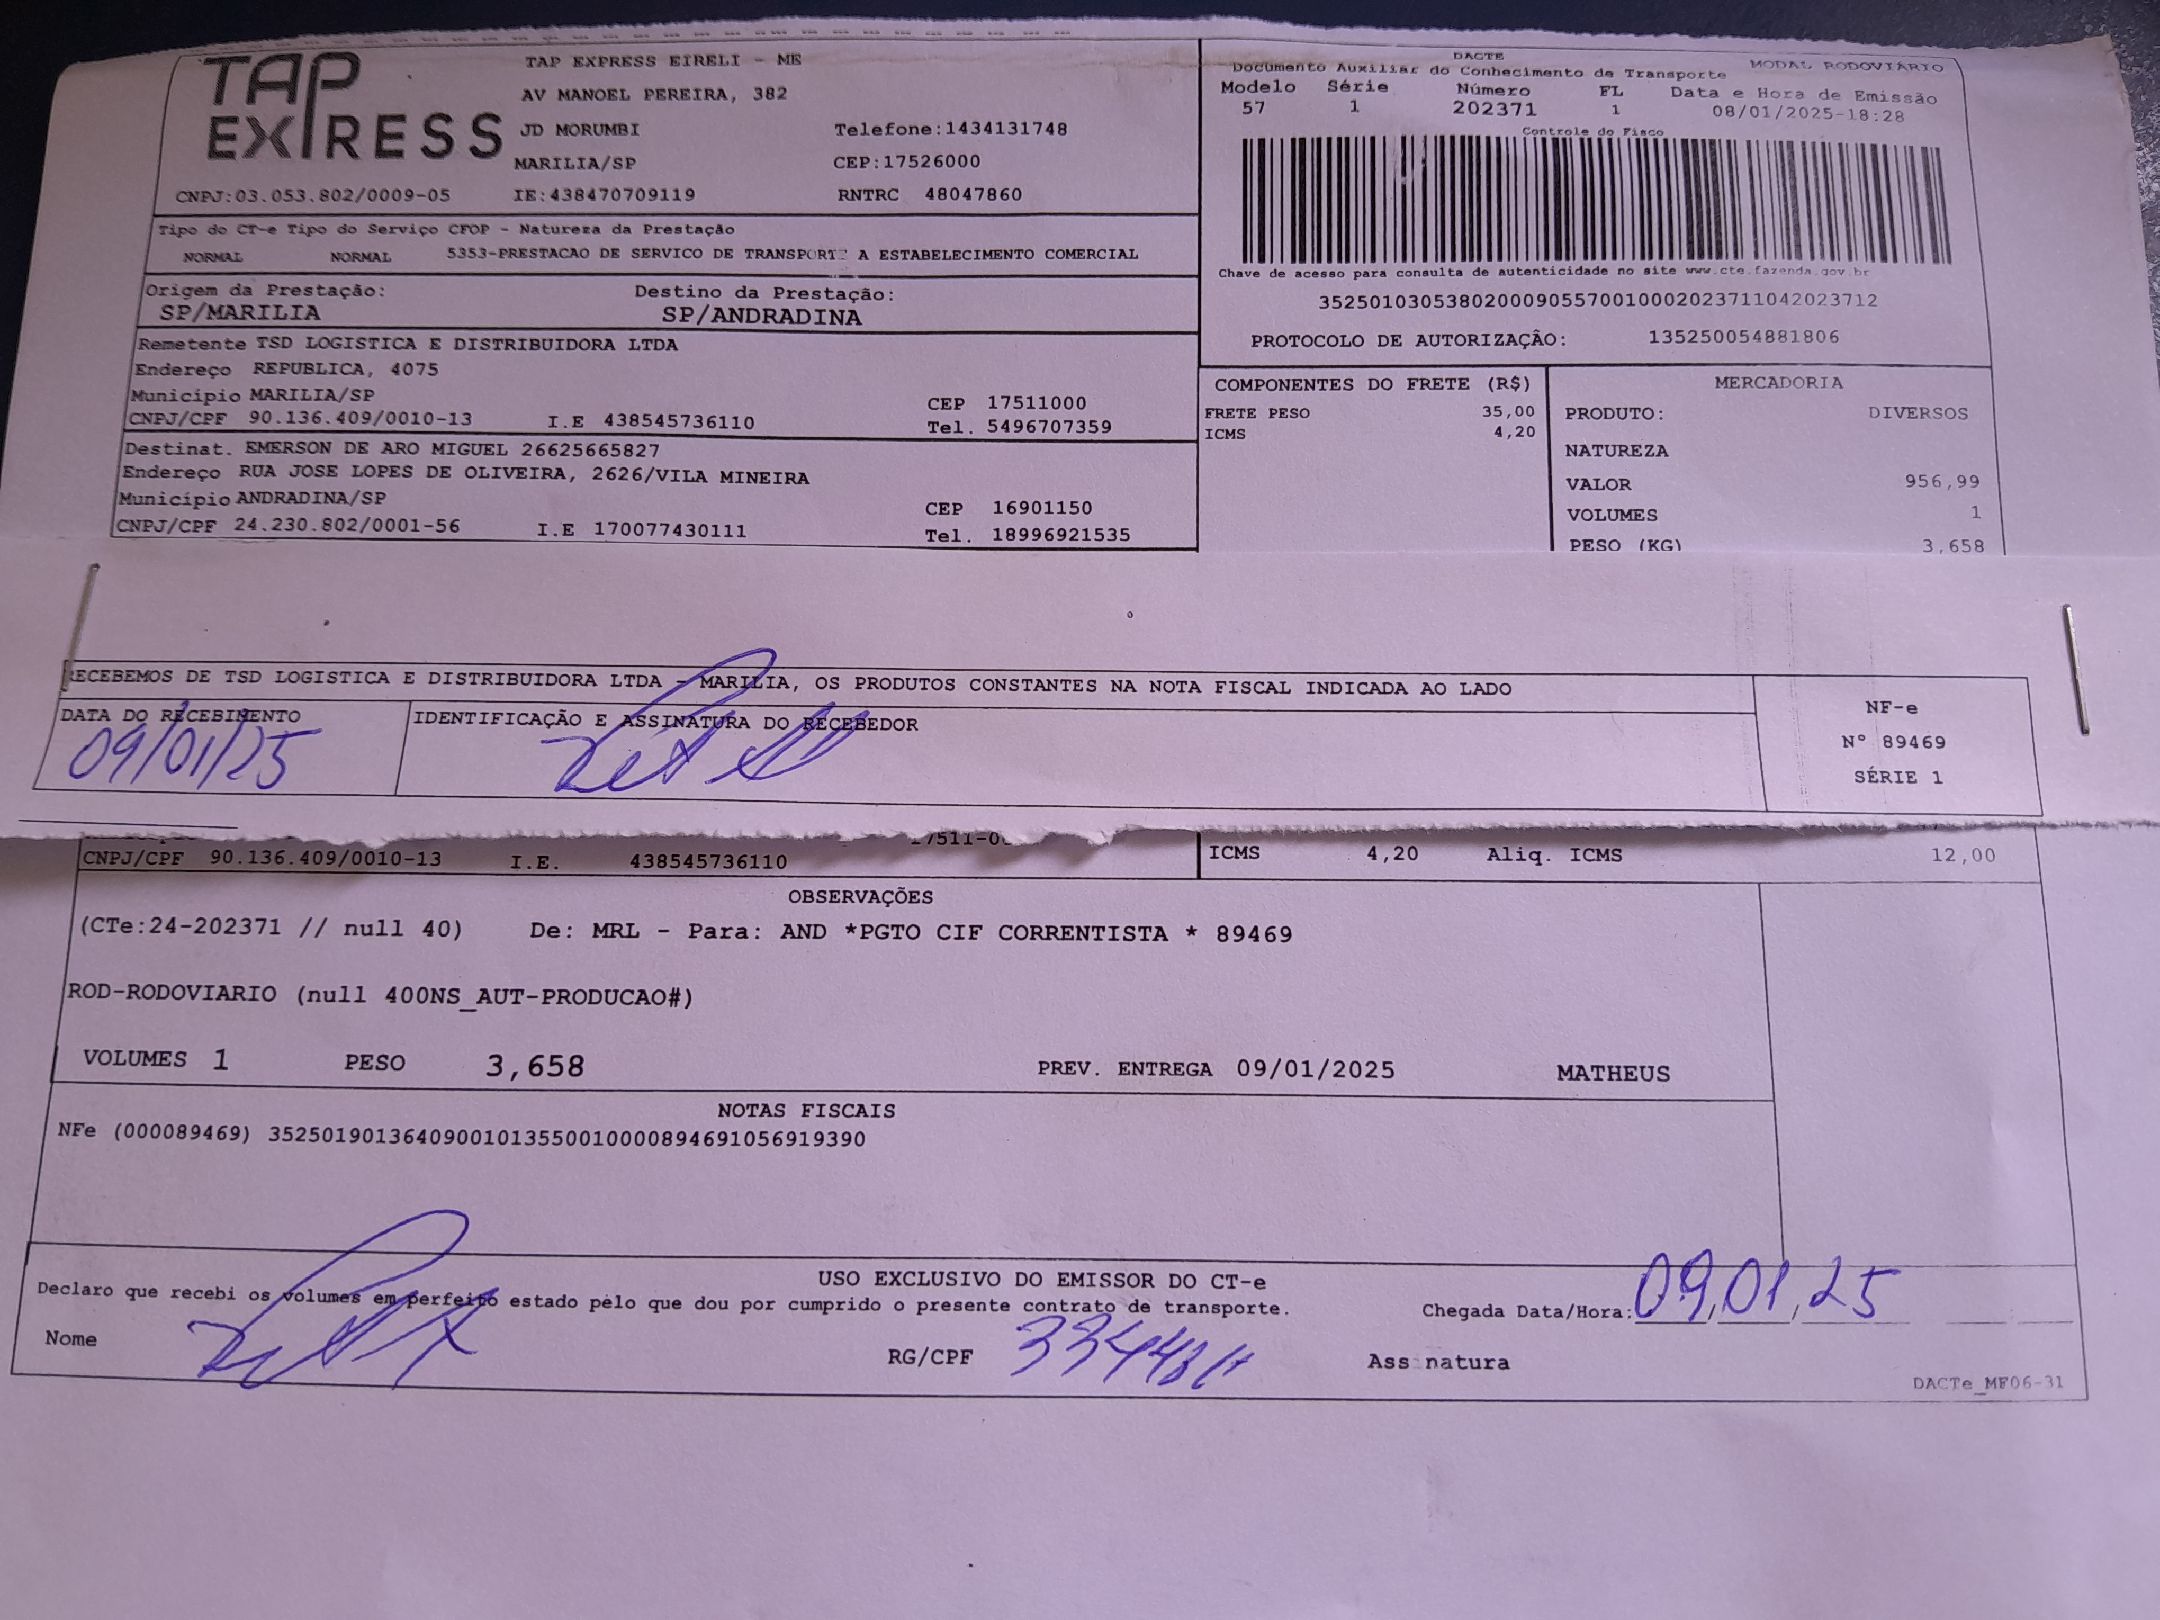 TAP EXPRESS
TAP EXPRESS EIRELI - ME
AV MANOEL PEREIRA, 382
JD MORUMBI Telefone:1434131748
MARILIA/SP CEP:17526000
CNPJ:03.053.802/0009-05 IE:438470709119 RNTRC 48047860
DACTE
Documento Auxiliar do Conhecimento de Transporte MODAL RODOVIÁRIO
Modelo Série Número FL Data e Hora de Emissão
57 1 202371 1 08/01/2025-18:28
Controle do Fisco
Chave de acesso para consulta de autenticidade no site www.cte.fazenda.gov.br
35250103053802000905570010002023711042023712
PROTOCOLO DE AUTORIZAÇÃO: 135250054881806
Tipo do CT-e Tipo do Serviço CFOP - Natureza da Prestação
NORMAL NORMAL 5353-PRESTACAO DE SERVICO DE TRANSPORTE A ESTABELECIMENTO COMERCIAL
Origem da Prestação: Destino da Prestação:
SP/MARILIA SP/ANDRADINA
Remetente TSD LOGISTICA E DISTRIBUIDORA LTDA
Endereço REPUBLICA, 4075
Município MARILIA/SP CEP 17511000
CNPJ/CPF 90.136.409/0010-13 I.E 438545736110 Tel. 5496707359
Destinat. EMERSON DE ARO MIGUEL 26625665827
Endereço RUA JOSE LOPES DE OLIVEIRA, 2626/VILA MINEIRA
Município ANDRADINA/SP CEP 16901150
CNPJ/CPF 24.230.802/0001-56 I.E 170077430111 Tel. 18996921535
COMPONENTES DO FRETE (R$)
FRETE PESO 35,00
ICMS 4,20
MERCADORIA
PRODUTO: DIVERSOS
NATUREZA
VALOR 956,99
VOLUMES 1
PESO (KG) 3,658
RECEBEMOS DE TSD LOGISTICA E DISTRIBUIDORA LTDA - MARILIA, OS PRODUTOS CONSTANTES NA NOTA FISCAL INDICADA AO LADO
DATA DO RECEBIMENTO IDENTIFICAÇÃO E ASSINATURA DO RECEBEDOR
09/01/25
NF-e
Nº 89469
SÉRIE 1
CNPJ/CPF 90.136.409/0010-13 I.E. 438545736110
ICMS 4,20 Aliq. ICMS 12,00
OBSERVAÇÕES
(CTe:24-202371 // null 40) De: MRL - Para: AND *PGTO CIF CORRENTISTA * 89469
ROD-RODOVIARIO (null 400NS_AUT-PRODUCAO#)
VOLUMES 1 PESO 3,658 PREV. ENTREGA 09/01/2025 MATHEUS
NOTAS FISCAIS
NFe (000089469) 35250190136409001013550010000894691056919390
USO EXCLUSIVO DO EMISSOR DO CT-e
Declaro que recebi os volumes em perfeito estado pelo que dou por cumprido o presente contrato de transporte. Chegada Data/Hora: 09,01,25
Nome RG/CPF Ass natura
DACTe_MF06-31